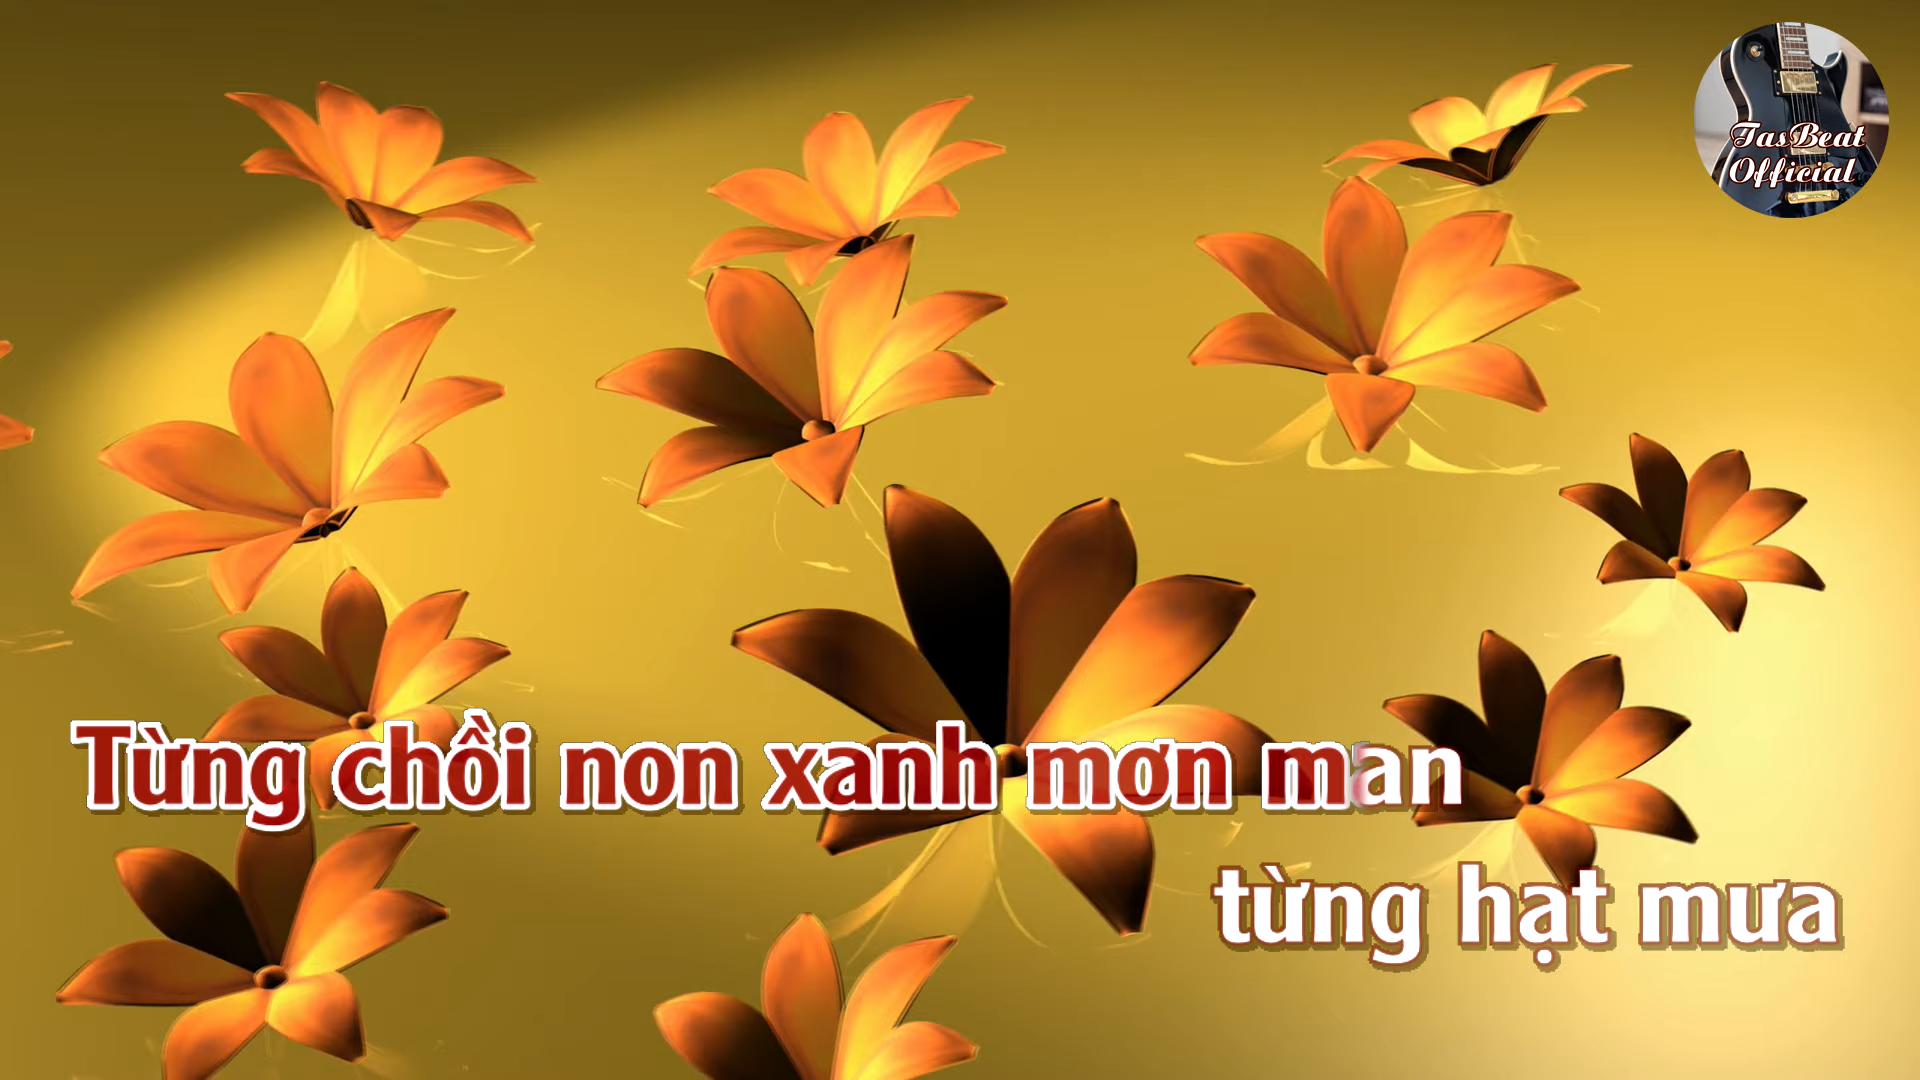 TasBeat
Official
Từng chồi non xanh mơn man
từng hạt mưa